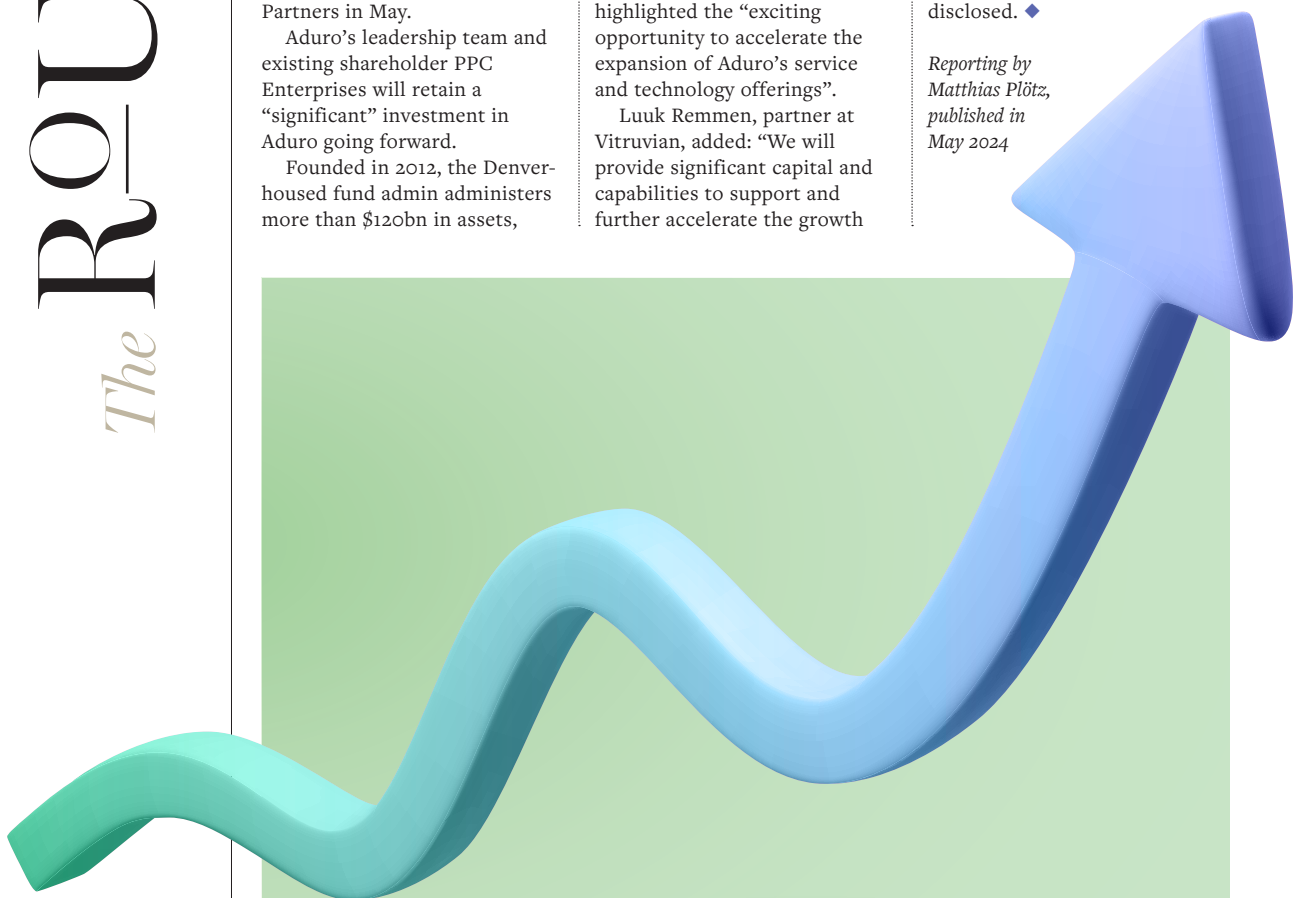 The ROU
Partners in May.
Aduro’s leadership team and
existing shareholder PPC
Enterprises will retain a
“significant” investment in
Aduro going forward.
Founded in 2012, the Denver-
housed fund admin administers
more than $120bn in assets,
highlighted the “exciting
opportunity to accelerate the
expansion of Aduro’s service
and technology offerings”.
Luuk Remmen, partner at
Vitruvian, added: “We will
provide significant capital and
capabilities to support and
further accelerate the growth
disclosed. ◆
Reporting by
Matthias Plötz,
published in
May 2024